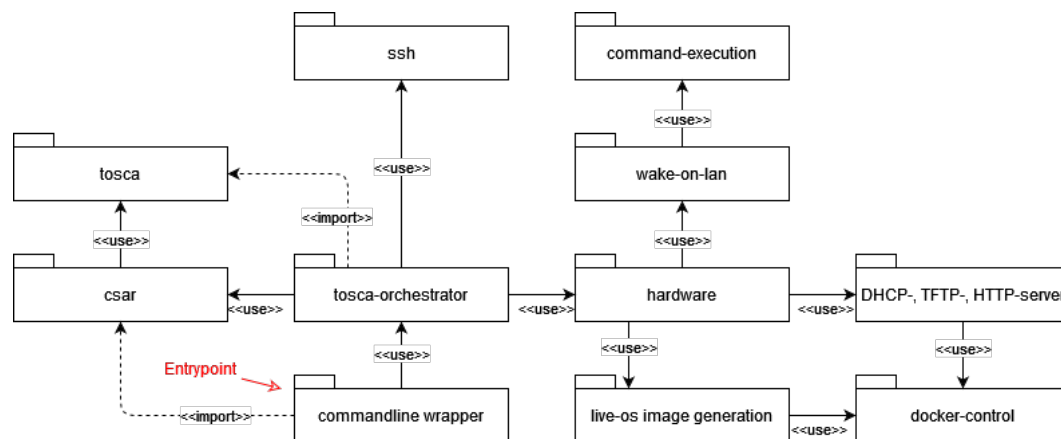 ssh
command-execution
<<use>>
tosca
<<use>>
wake-on-lan
<<import>>
<<use>>
<<use>>
csar
tosca-orchestrator
hardware
DHCP-, TFTP-, HTTP-server
<<use>>
<<use>>
<<use>>
<<use>>
<<use>>
<<use>>
Entrypoint
<<import>>
commandline wrapper
live-os image generation
docker-control
<<use>>